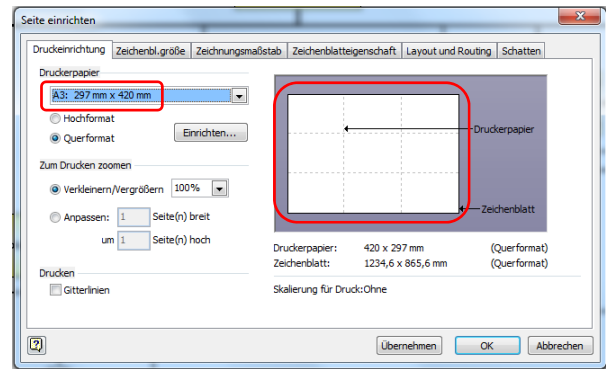 Seite einrichten
Druckeinrichtung Zeichenbl.größe Zeichnungsmaßstab Zeichenblatteigenschaft Layout und Routing Schatten
Druckerpapier
A3: 297 mm x 420 mm
Hochformat
Querformat
Einrichten...
Zum Drucken zoomen
Verkleinern/Vergrößern 100%
Anpassen: 1 Seite(n) breit
um 1 Seite(n) hoch
Drucken
Gitterlinien
Druckerpapier
Zeichenblatt
Druckerpapier: 420 x 297 mm (Querformat)
Zeichenblatt: 1234,6 x 865,6 mm (Querformat)
Skalierung für Druck:Ohne
?
Übernehmen OK Abbrechen